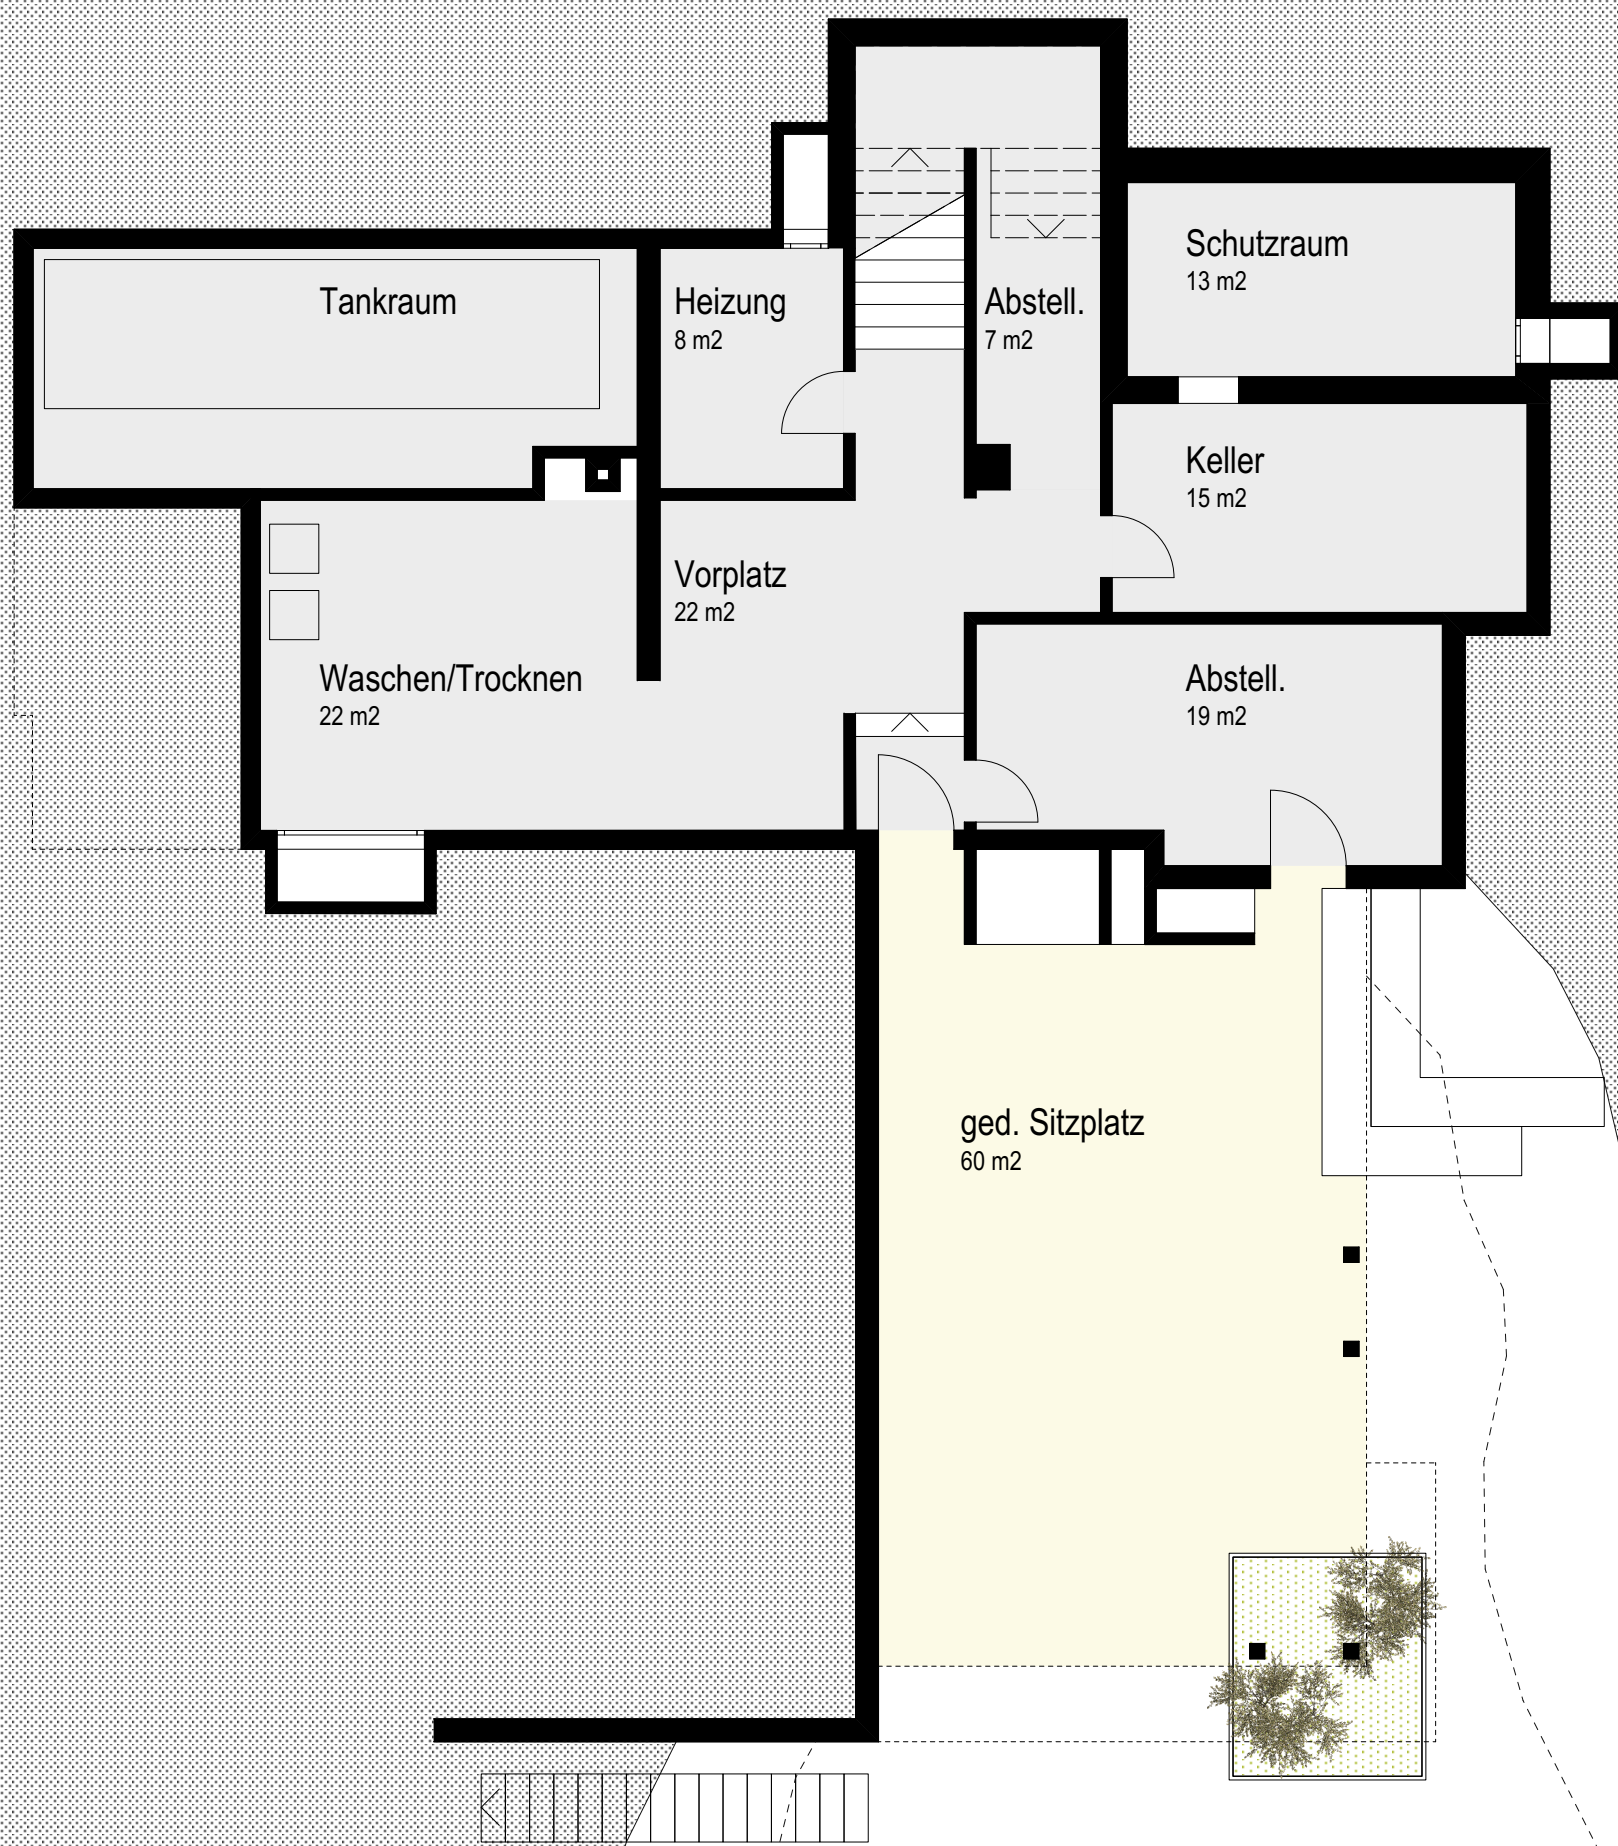 Schutzraum
13 m2
Tankraum
Heizung
8 m2
Abstell.
7 m2
Keller
15 m2
Vorplatz
22 m2
Waschen/Trocknen
22 m2
Abstell.
19 m2
ged. Sitzplatz
60 m2